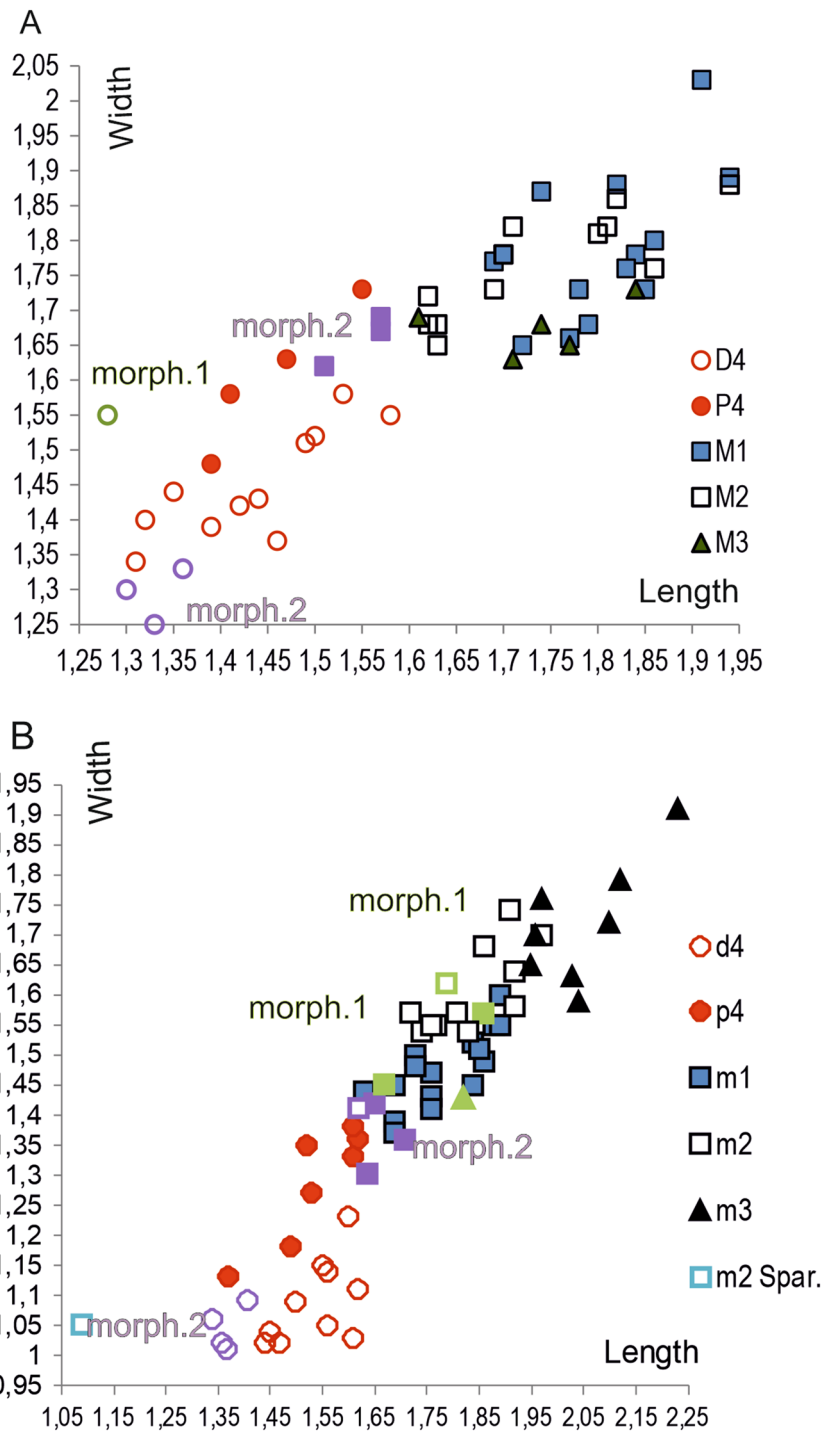 A
Width
2,05
2
1,95
1,9
1,85
1,8
1,75
1,7
1,65
1,6
1,55
1,5
1,45
1,4
1,35
1,3
1,25
morph.2
morph.1
morph.2
D4
P4
M1
M2
M3
Length
1,25 1,3 1,35 1,4 1,45 1,5 1,55 1,6 1,65 1,7 1,75 1,8 1,85 1,9 1,95
B
Width
1,95
1,9
1,85
1,8
1,75
1,7
1,65
1,6
1,55
1,5
1,45
1,4
1,35
1,3
1,25
1,2
1,15
1,1
1,05
1
0,95
morph.1
morph.1
morph.2
morph.2
d4
p4
m1
m2
m3
m2 Spar.
Length
1,05 1,15 1,25 1,35 1,45 1,55 1,65 1,75 1,85 1,95 2,05 2,15 2,25